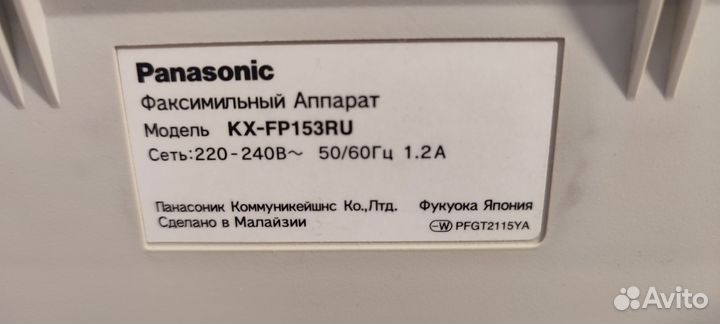 Panasonic
Факсимильный Аппарат
Модель KX-FP153RU
Сеть:220-240В~ 50/60Гц 1.2А
Панасоник Коммуникейшнс Ко.,Лтд. Фукуока Япония
Сделано в Малайзии
W PFGT2115YA
Avito